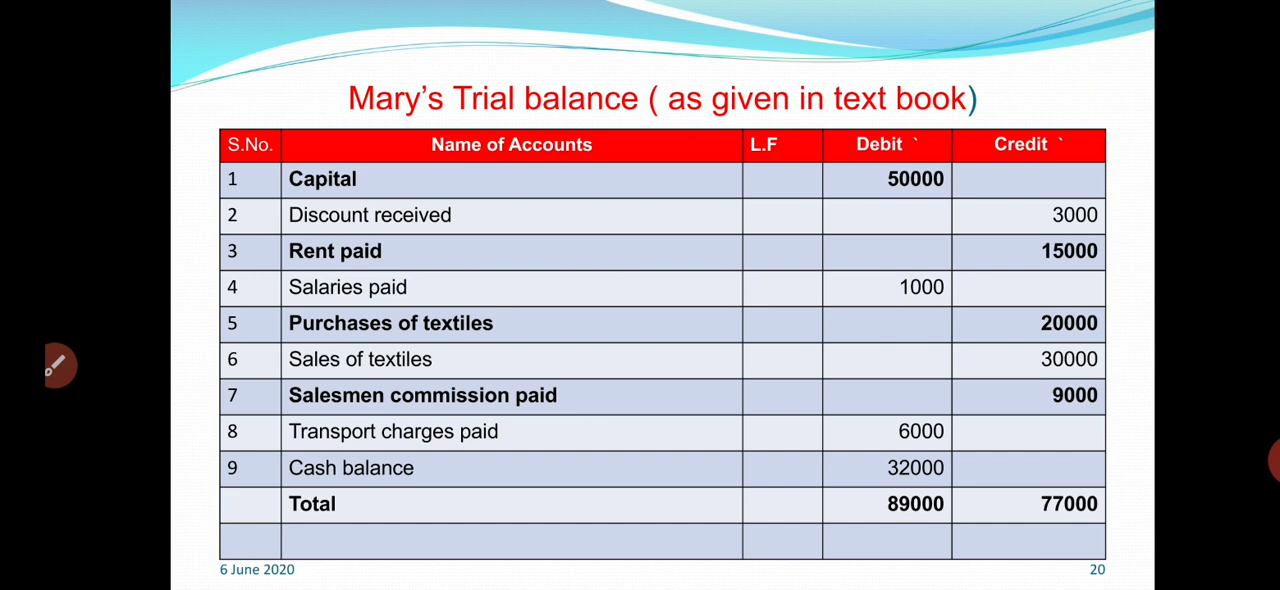 Mary’s Trial balance ( as given in text book)
S.No. Name of Accounts L.F Debit ` Credit `
1 Capital 50000
2 Discount received 3000
3 Rent paid 15000
4 Salaries paid 1000
5 Purchases of textiles 20000
6 Sales of textiles 30000
7 Salesmen commission paid 9000
8 Transport charges paid 6000
9 Cash balance 32000
Total 89000 77000
6 June 2020 20